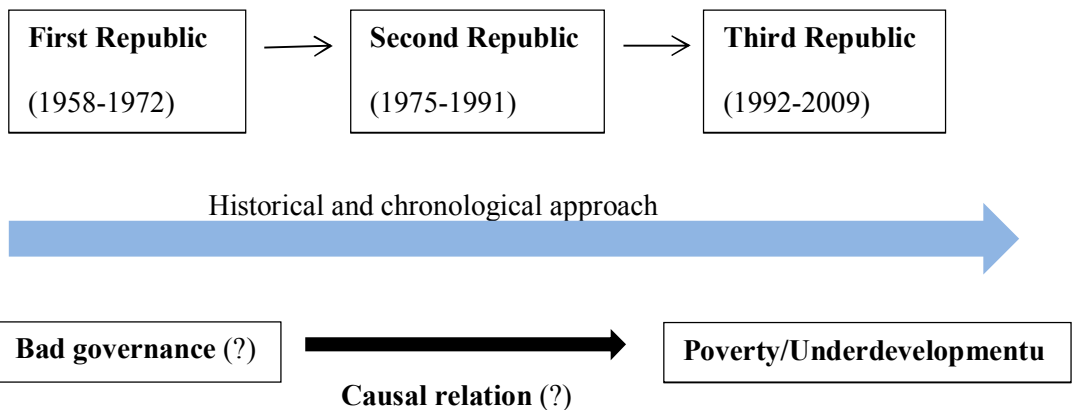 First Republic
(1958-1972)
Second Republic
(1975-1991)
Third Republic
(1992-2009)
Historical and chronological approach
Bad governance (?)
Causal relation (?)
Poverty/Underdevelopmentu